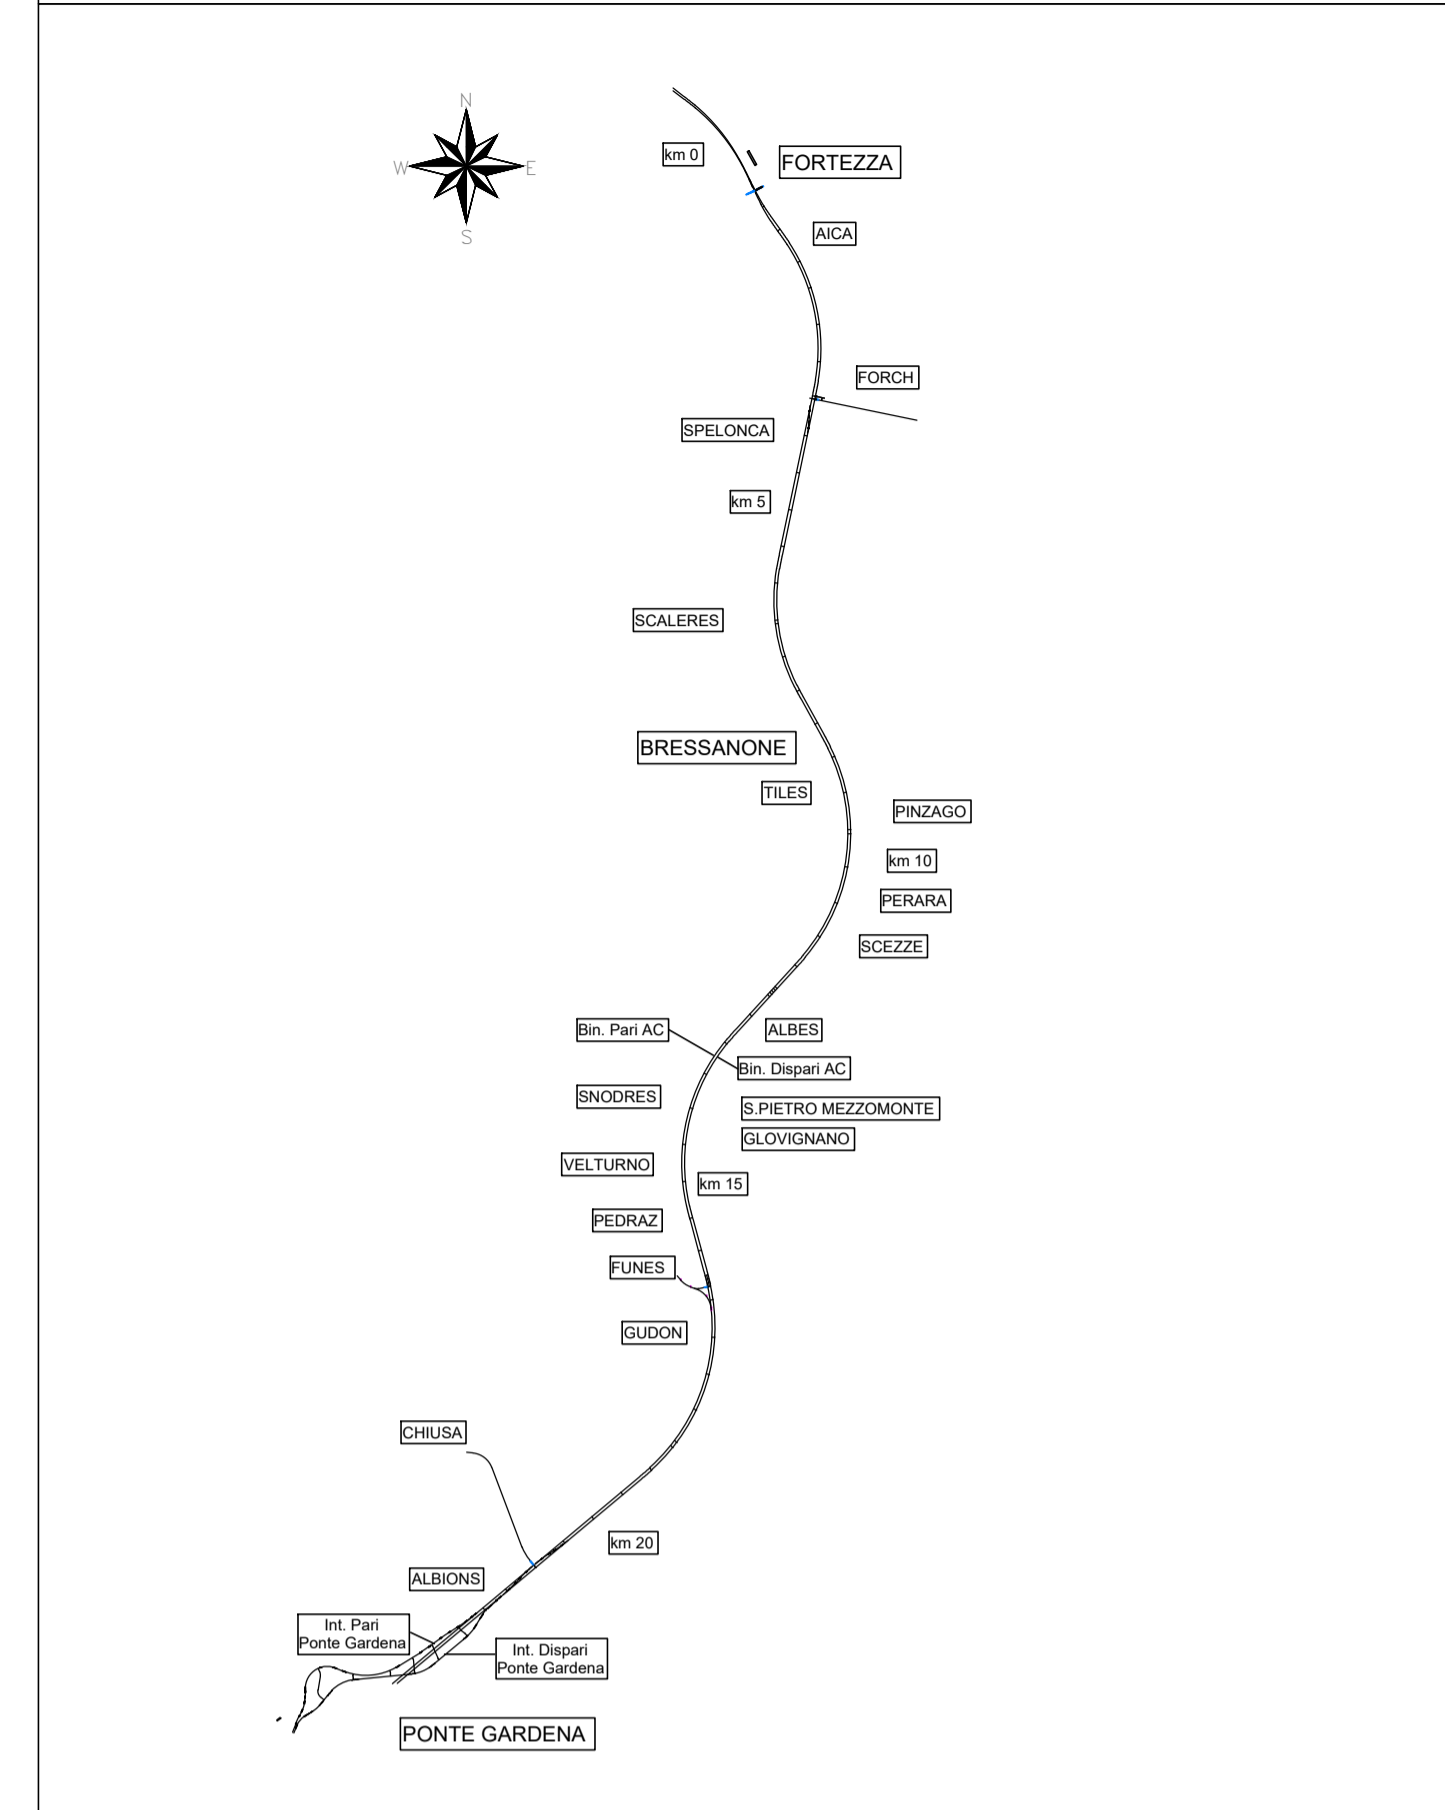 N
km 0
FORTEZZA
W
E
S
AICA
FORCH
SPELONCA
km 5
SCALERES
BRESSANONE
TILES
PINZAGO
km 10
PERARA
SCEZZE
Bin. Pari AC
ALBES
Bin. Dispari AC
SNODRES
S.PIETRO MEZZOMONTE
GLOVIGNANO
VELTURNO
km 15
PEDRAZ
FUNES
GUDON
CHIUSA
km 20
ALBIONS
Int. Pari
Ponte Gardena
Int. Dispari
Ponte Gardena
PONTE GARDENA